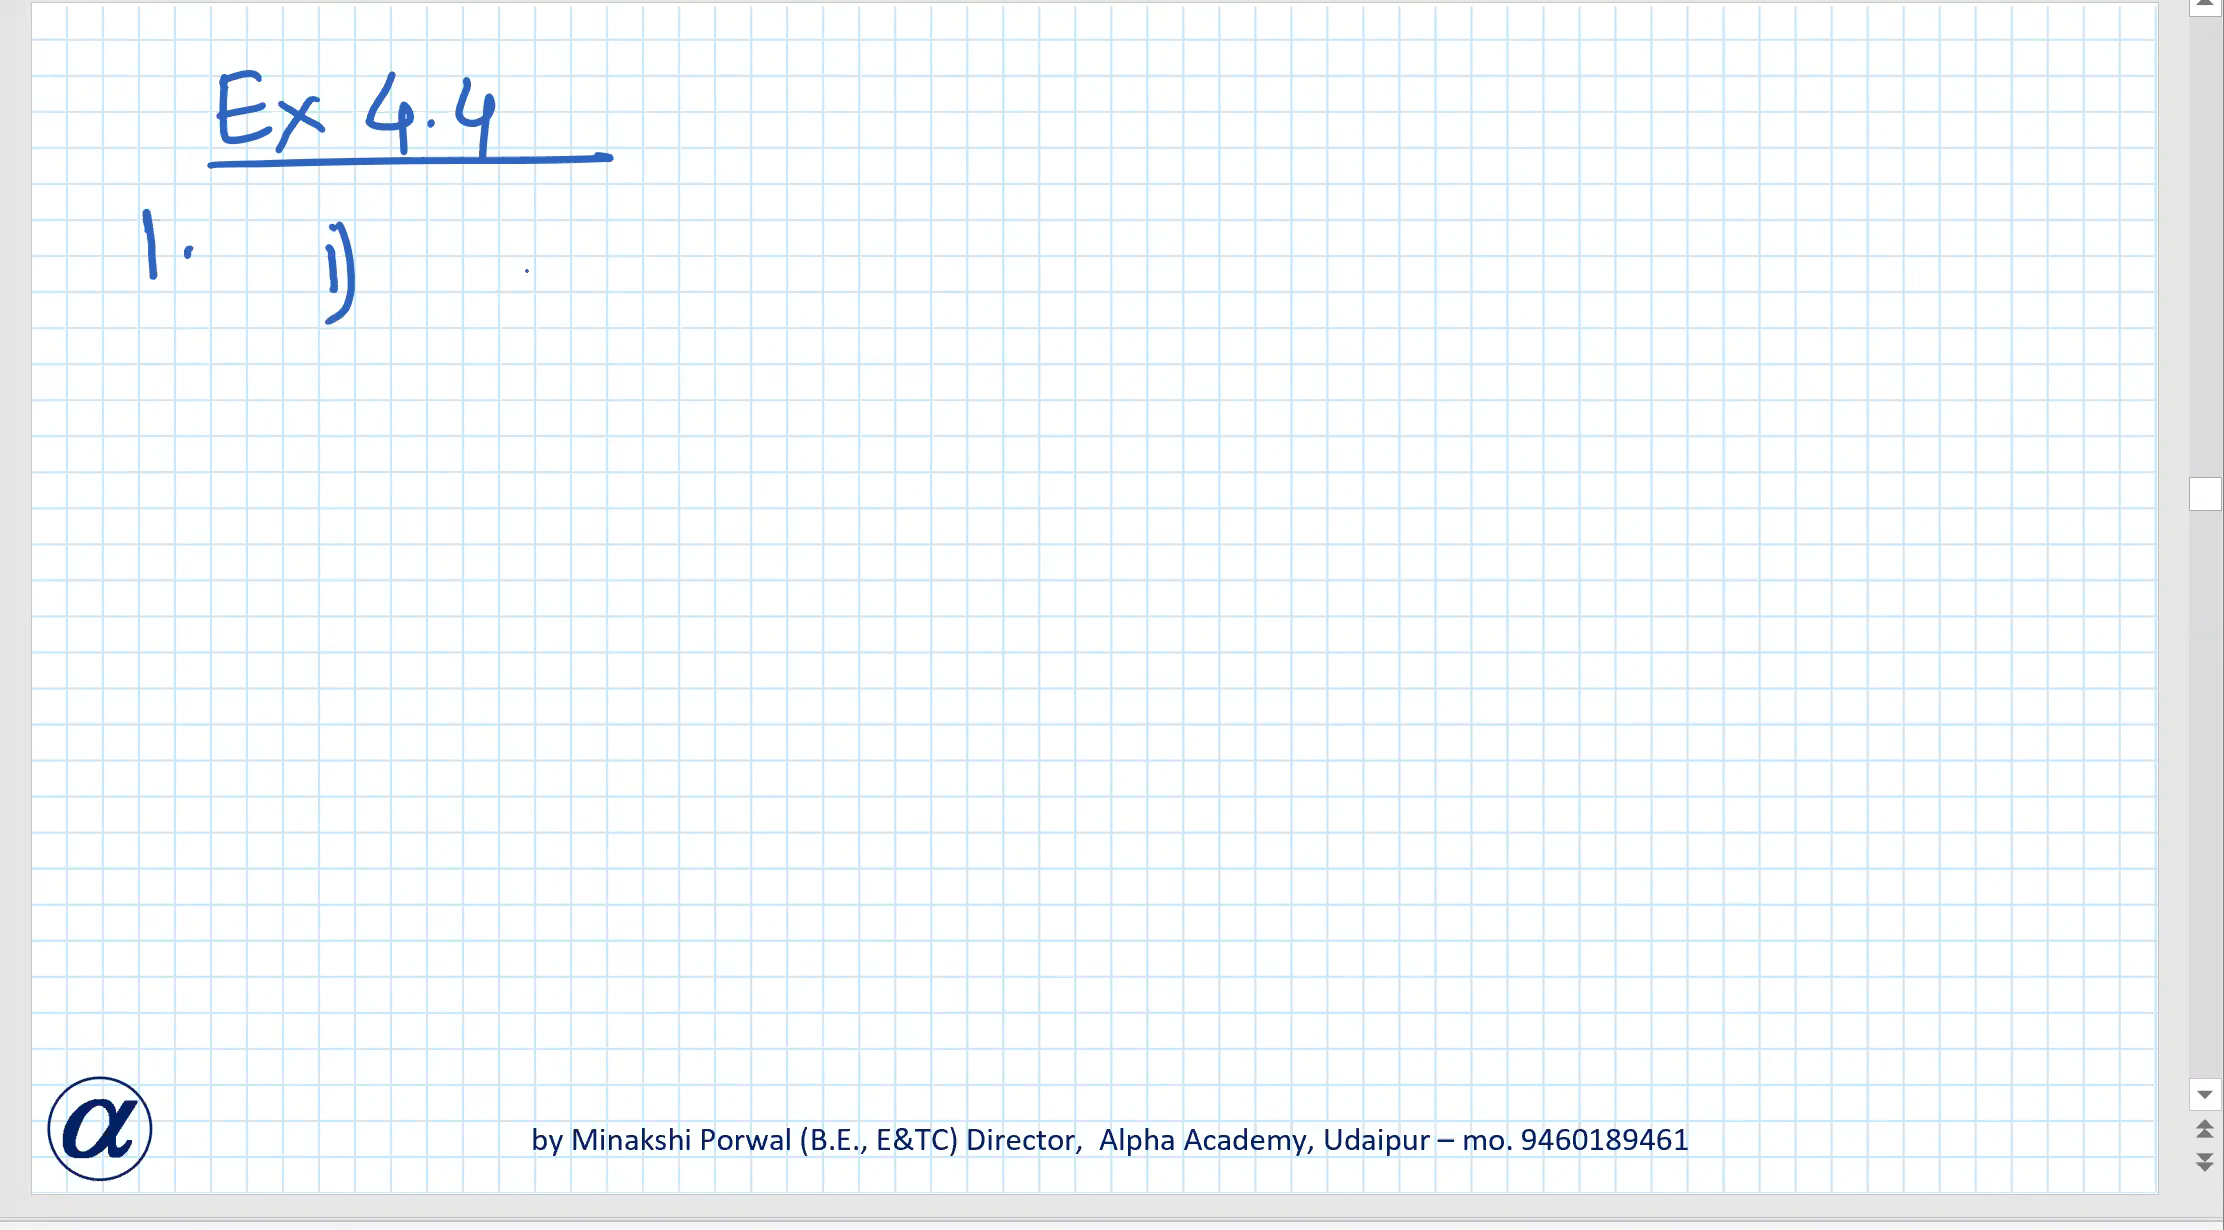 Ex 4.4
1. i)
α
by Minakshi Porwal (B.E., E&TC) Director, Alpha Academy, Udaipur – mo. 9460189461